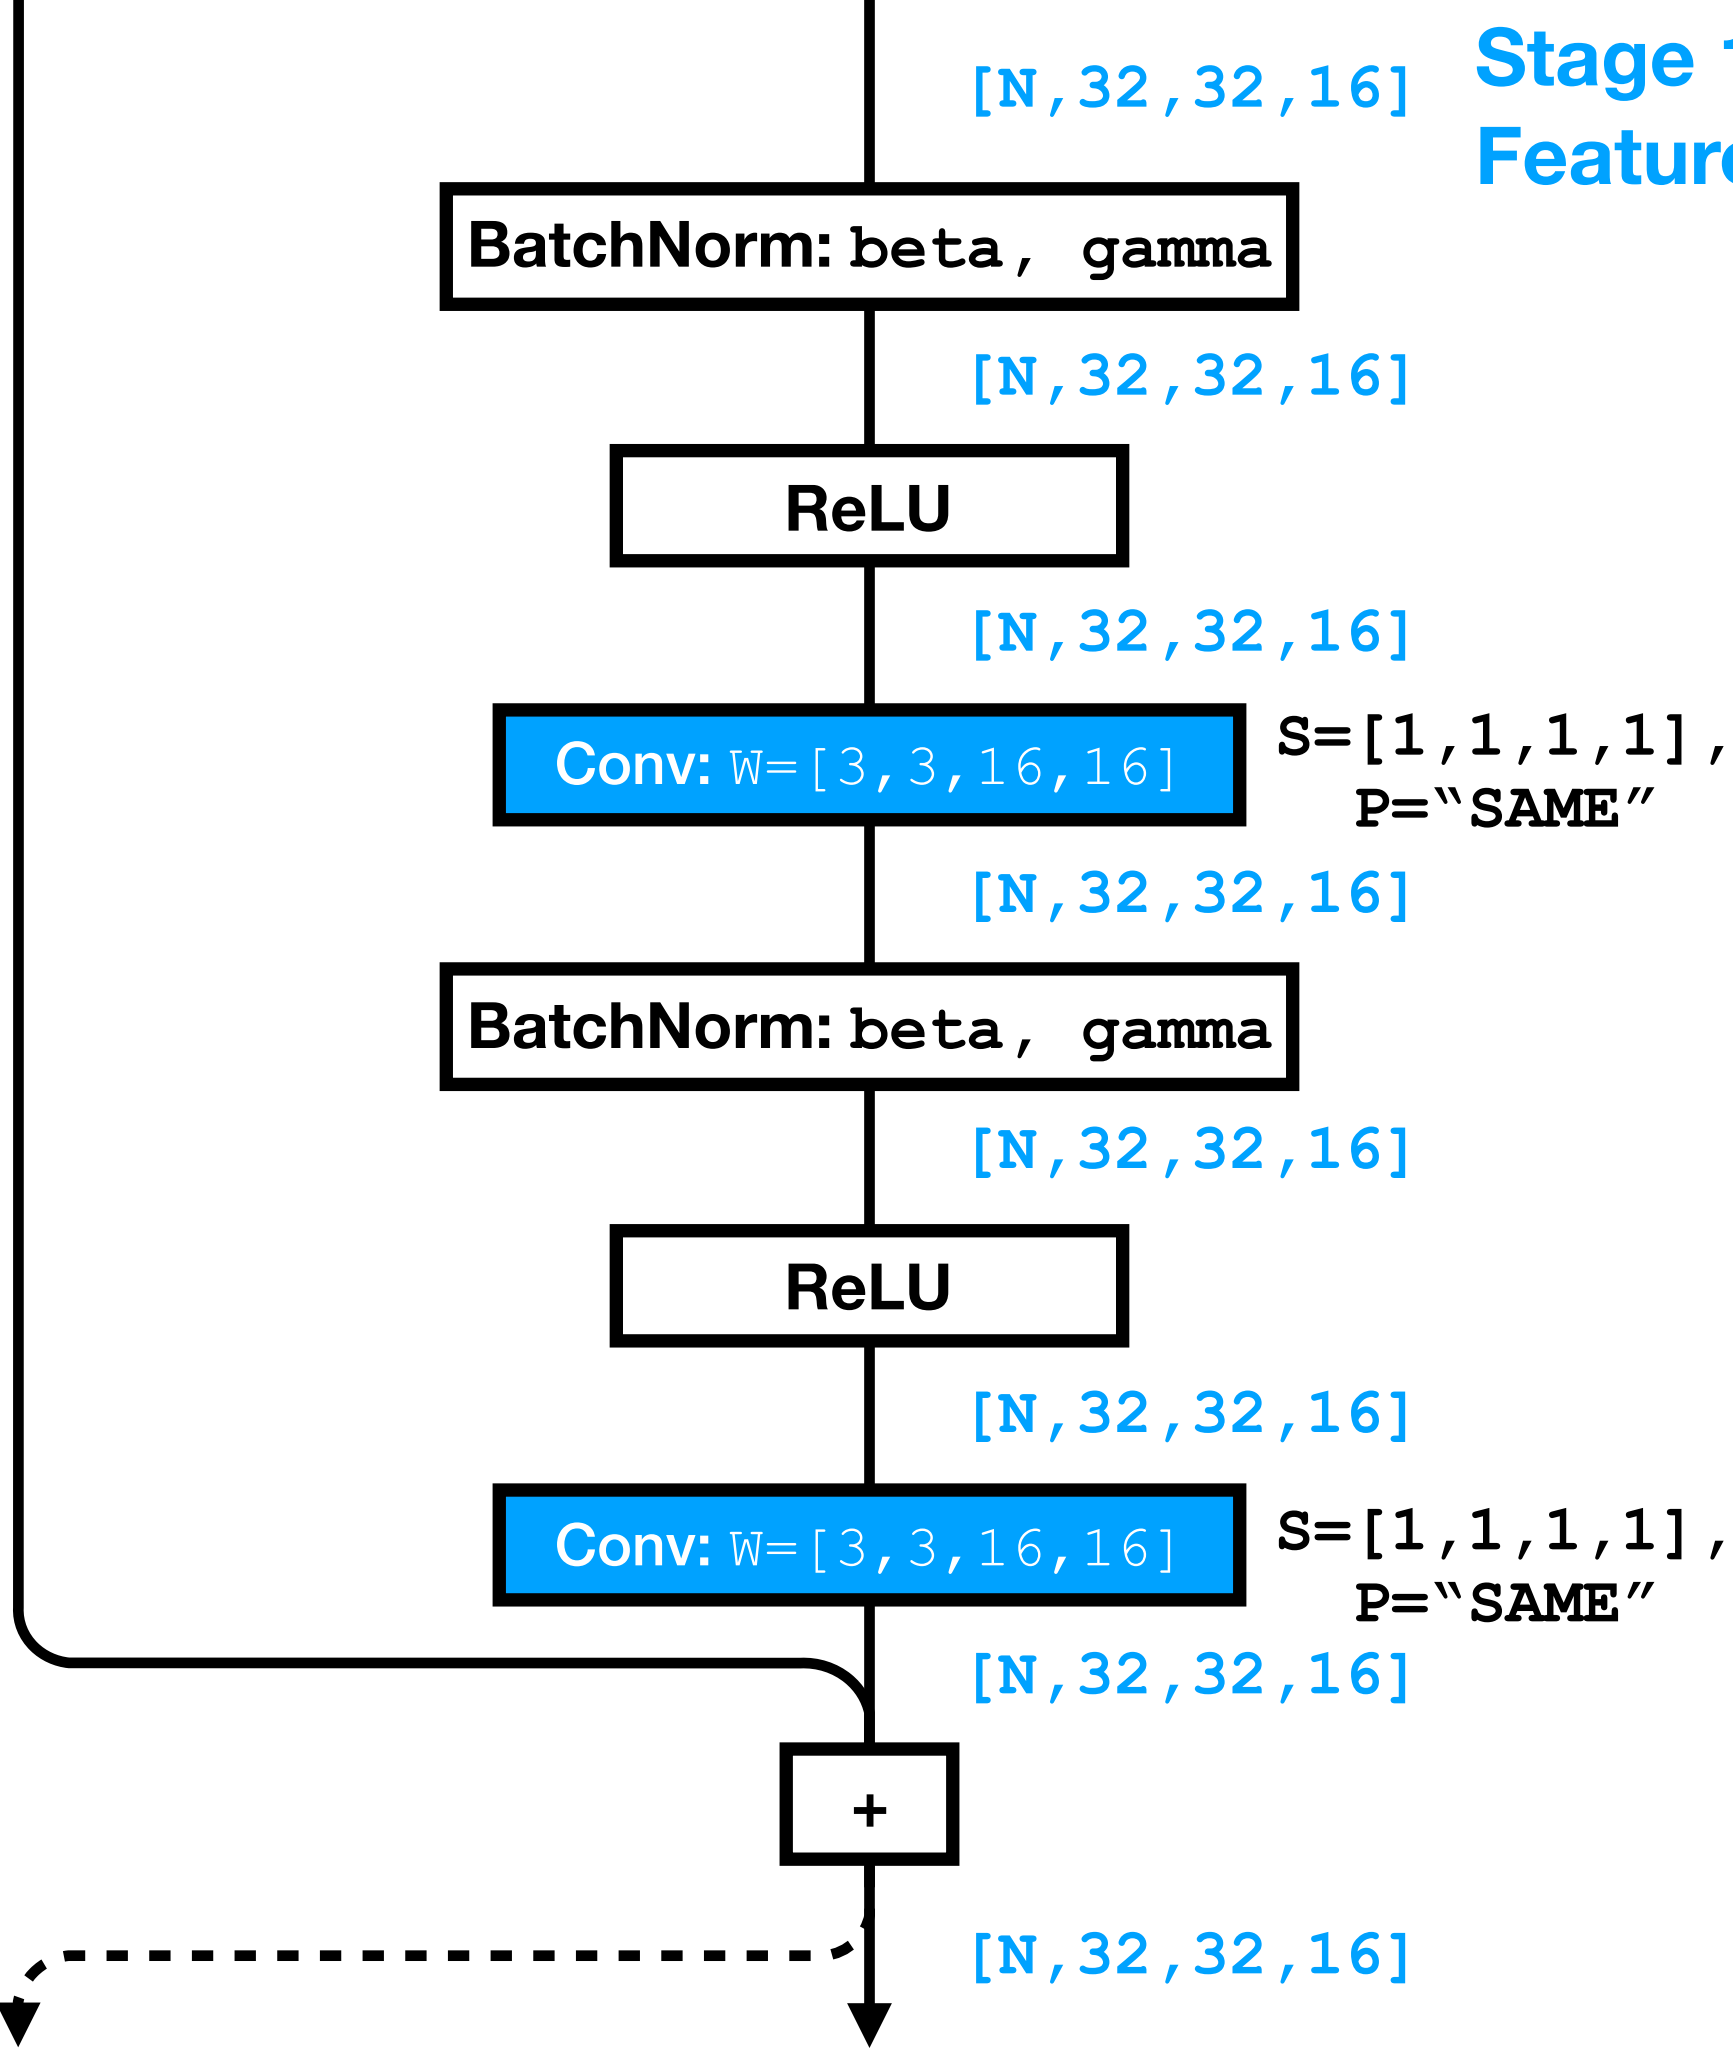 Stage 1
[N,32,32,16]
Feature
BatchNorm: beta, gamma
[N,32,32,16]
ReLU
[N,32,32,16]
Conv: W=[3,3,16,16]
S=[1,1,1,1],
P=“SAME”
[N,32,32,16]
BatchNorm: beta, gamma
[N,32,32,16]
ReLU
[N,32,32,16]
Conv: W=[3,3,16,16]
S=[1,1,1,1],
P=“SAME”
[N,32,32,16]
+
[N,32,32,16]